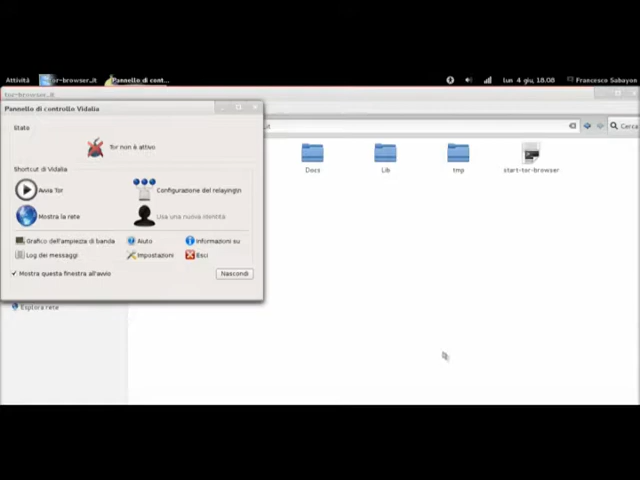 Attività tor-browser_it Pannello di cont... lun 4 giu, 18.08 Francesco Sabayon
tor-browser_it
Pannello di controllo Vidalia
Cerca
Stato
Tor non è attivo
Docs Lib tmp start-tor-browser
Shortcut di Vidalia
Avvia Tor Configurazione del relaying\n
Mostra la rete Usa una nuova identità
Grafico dell'ampiezza di banda Aiuto Informazioni su
Log dei messaggi Impostazioni Esci
Mostra questa finestra all'avvio Nascondi
Esplora rete